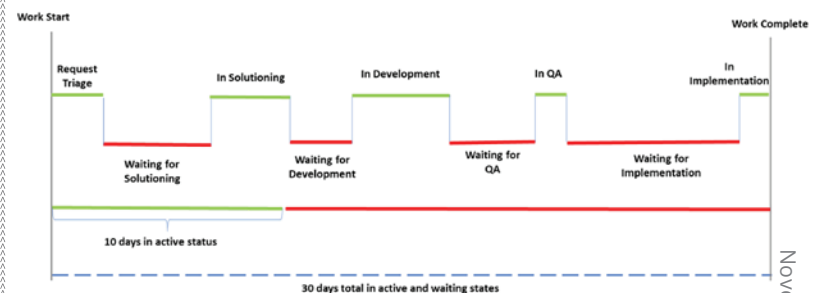 Work Start
Work Complete
Request
Triage
In Solutioning
In Development
In QA
In
Implementation
Waiting for
Solutioning
Waiting for
Development
Waiting for
QA
Waiting for
Implementation
10 days in active status
30 days total in active and waiting states